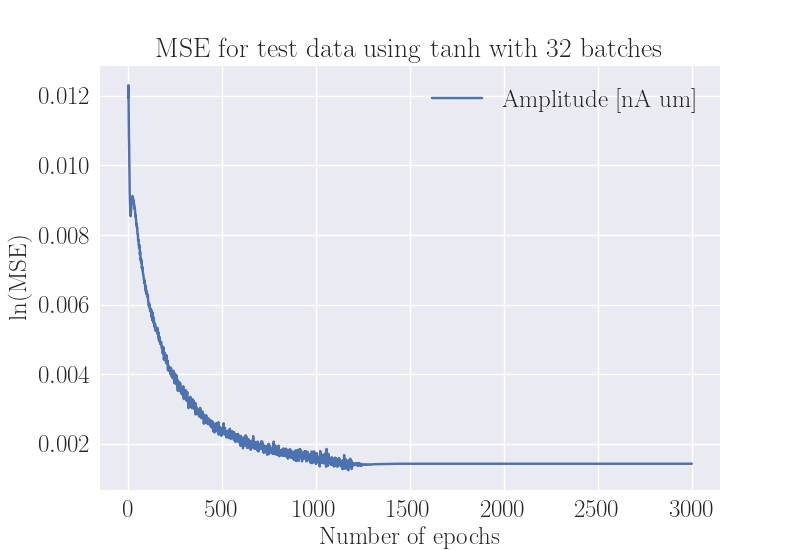 MSE for test data using tanh with 32 batches
Amplitude [nA um]
ln(MSE)
0.012
0.010
0.008
0.006
0.004
0.002
0 500 1000 1500 2000 2500 3000
Number of epochs